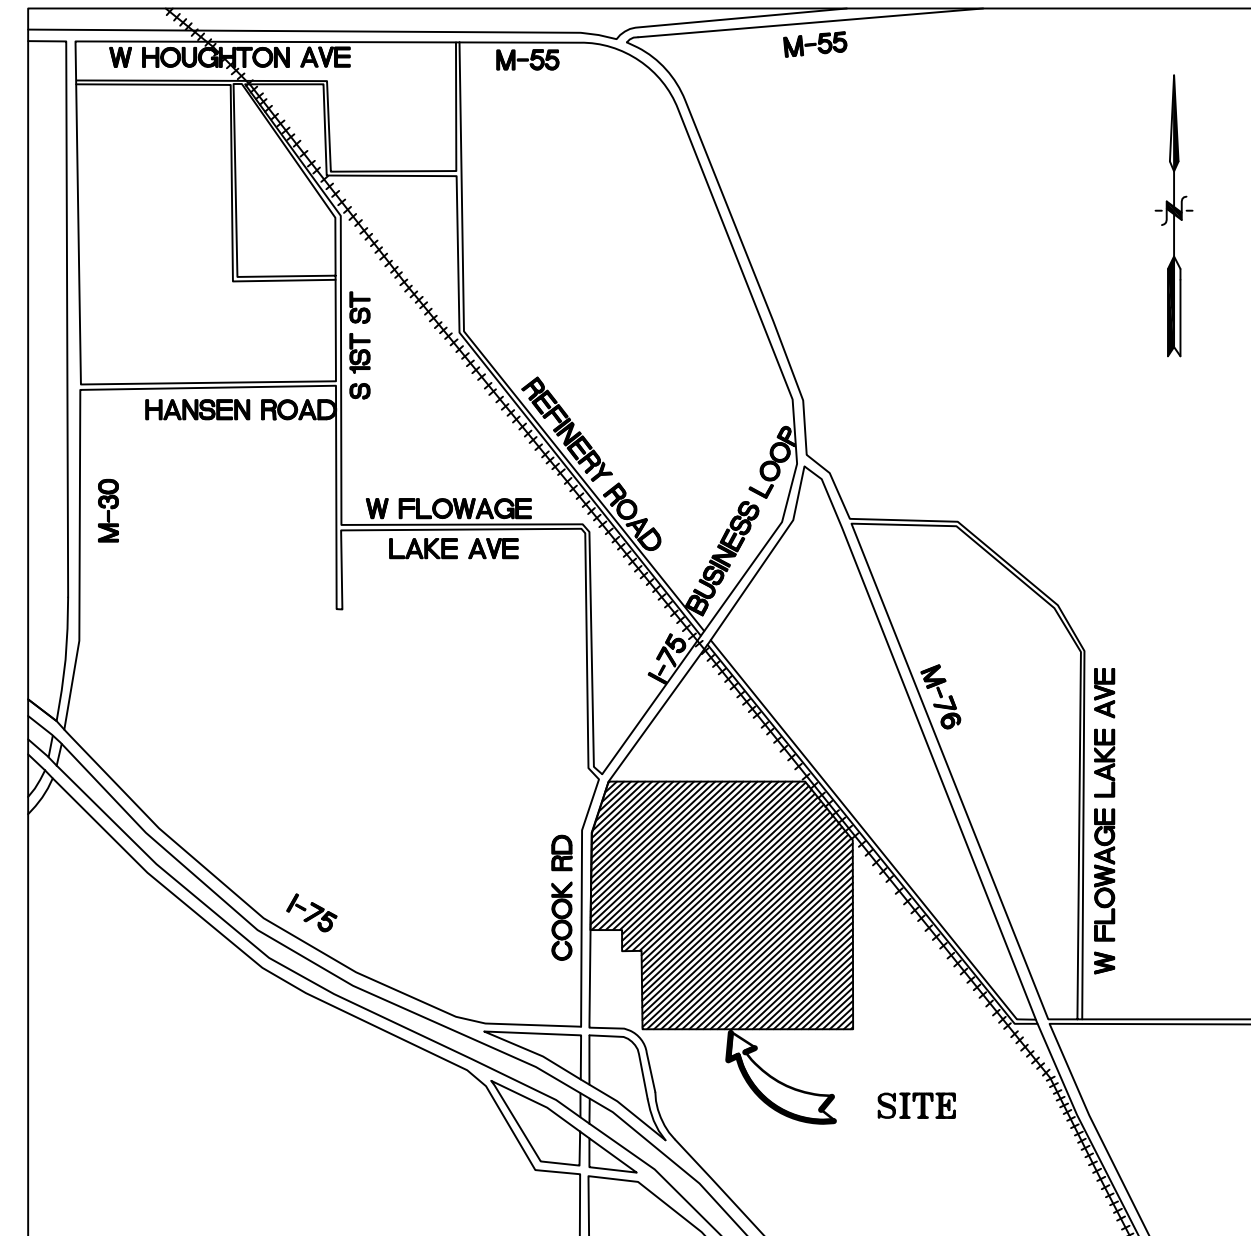 M-55
W HOUGHTON AVE
M-55
N
S 1ST ST
HANSEN ROAD
REFINERY ROAD
M-30
W FLOWAGE
LAKE AVE
I-75 BUSINESS LOOP
M-76
W FLOWAGE LAKE AVE
COOK RD
I-75
SITE